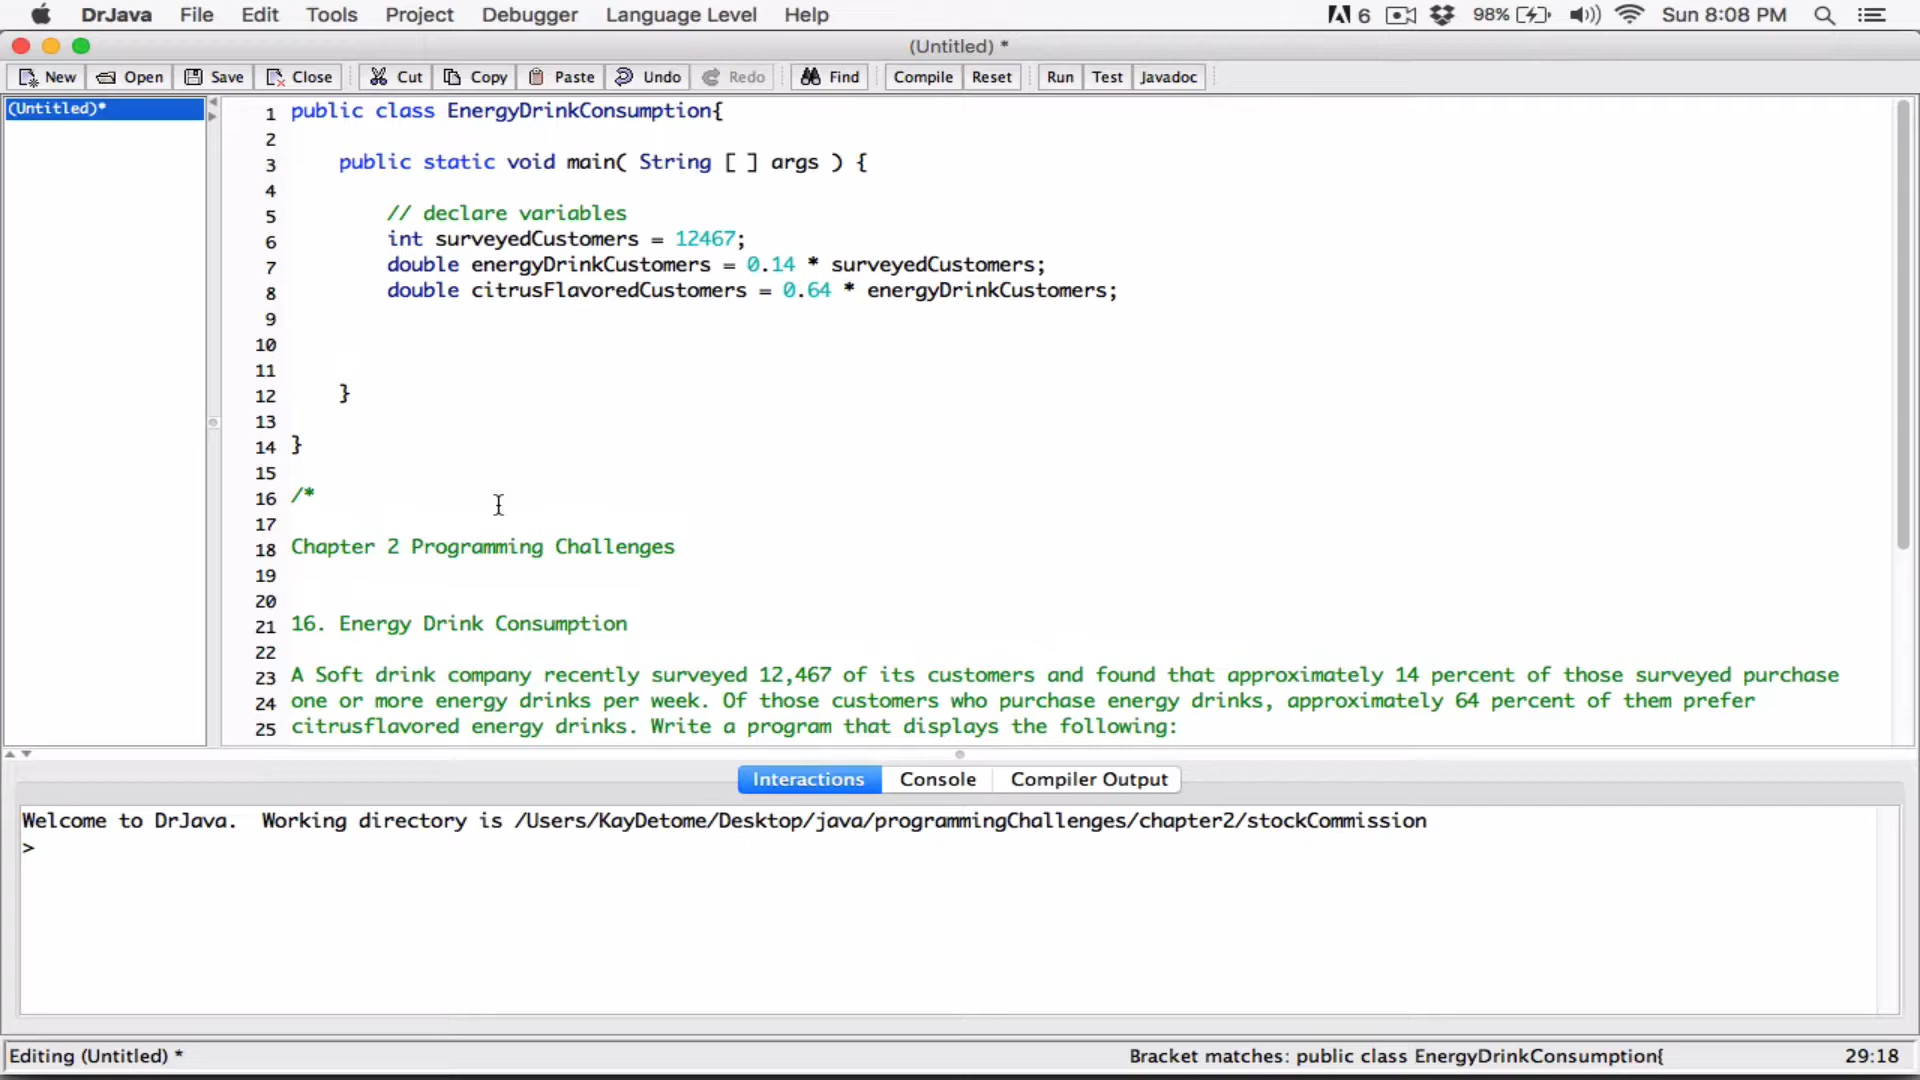 DrJava File Edit Tools Project Debugger Language Level Help 6 98% Sun 8:08 PM
(Untitled) *
New Open Save Close Cut Copy Paste Undo Redo Find Compile Reset Run Test Javadoc
(Untitled)*
1 public class EnergyDrinkConsumption{
2
3 public static void main( String [ ] args ) {
4
5 // declare variables
6 int surveyedCustomers = 12467;
7 double energyDrinkCustomers = 0.14 * surveyedCustomers;
8 double citrusFlavoredCustomers = 0.64 * energyDrinkCustomers;
9
10
11
12 }
13
14 }
15
16 /*
17
18 Chapter 2 Programming Challenges
19
20
21 16. Energy Drink Consumption
22
23 A Soft drink company recently surveyed 12,467 of its customers and found that approximately 14 percent of those surveyed purchase
24 one or more energy drinks per week. Of those customers who purchase energy drinks, approximately 64 percent of them prefer
25 citrusflavored energy drinks. Write a program that displays the following:
Interactions Console Compiler Output
Welcome to DrJava.  Working directory is /Users/KayDetome/Desktop/java/programmingChallenges/chapter2/stockCommission
>
Editing (Untitled) * Bracket matches: public class EnergyDrinkConsumption{ 29:18